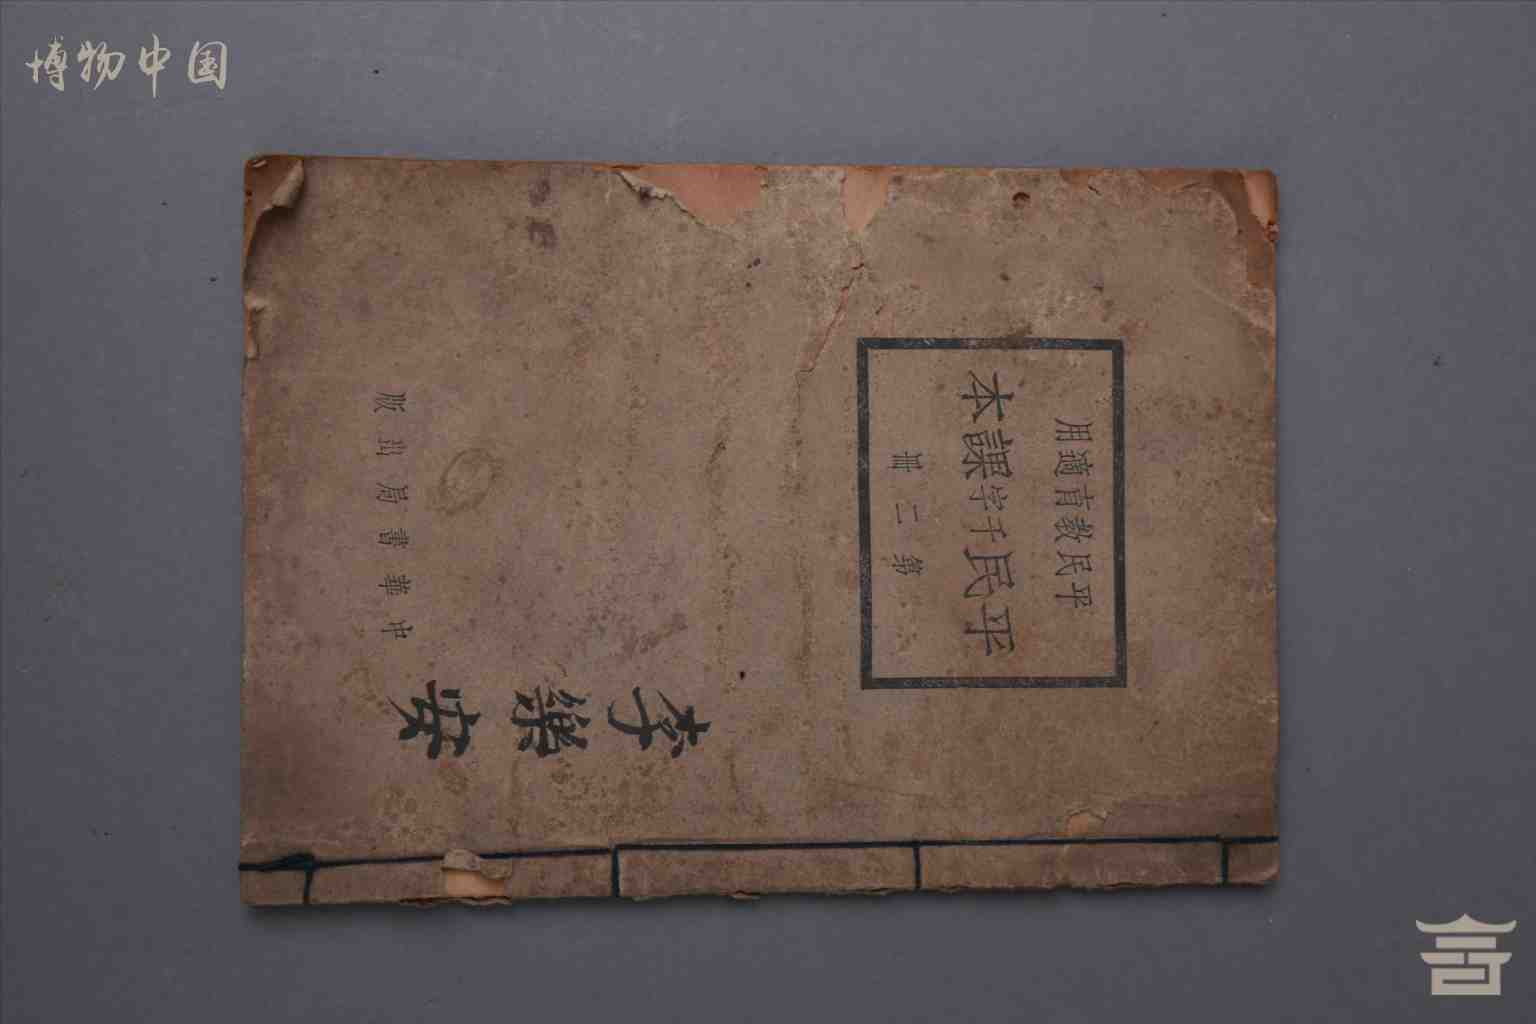 博物中国
平民教育適用
平民千字課本
第二冊
李樂安
中華書局出版